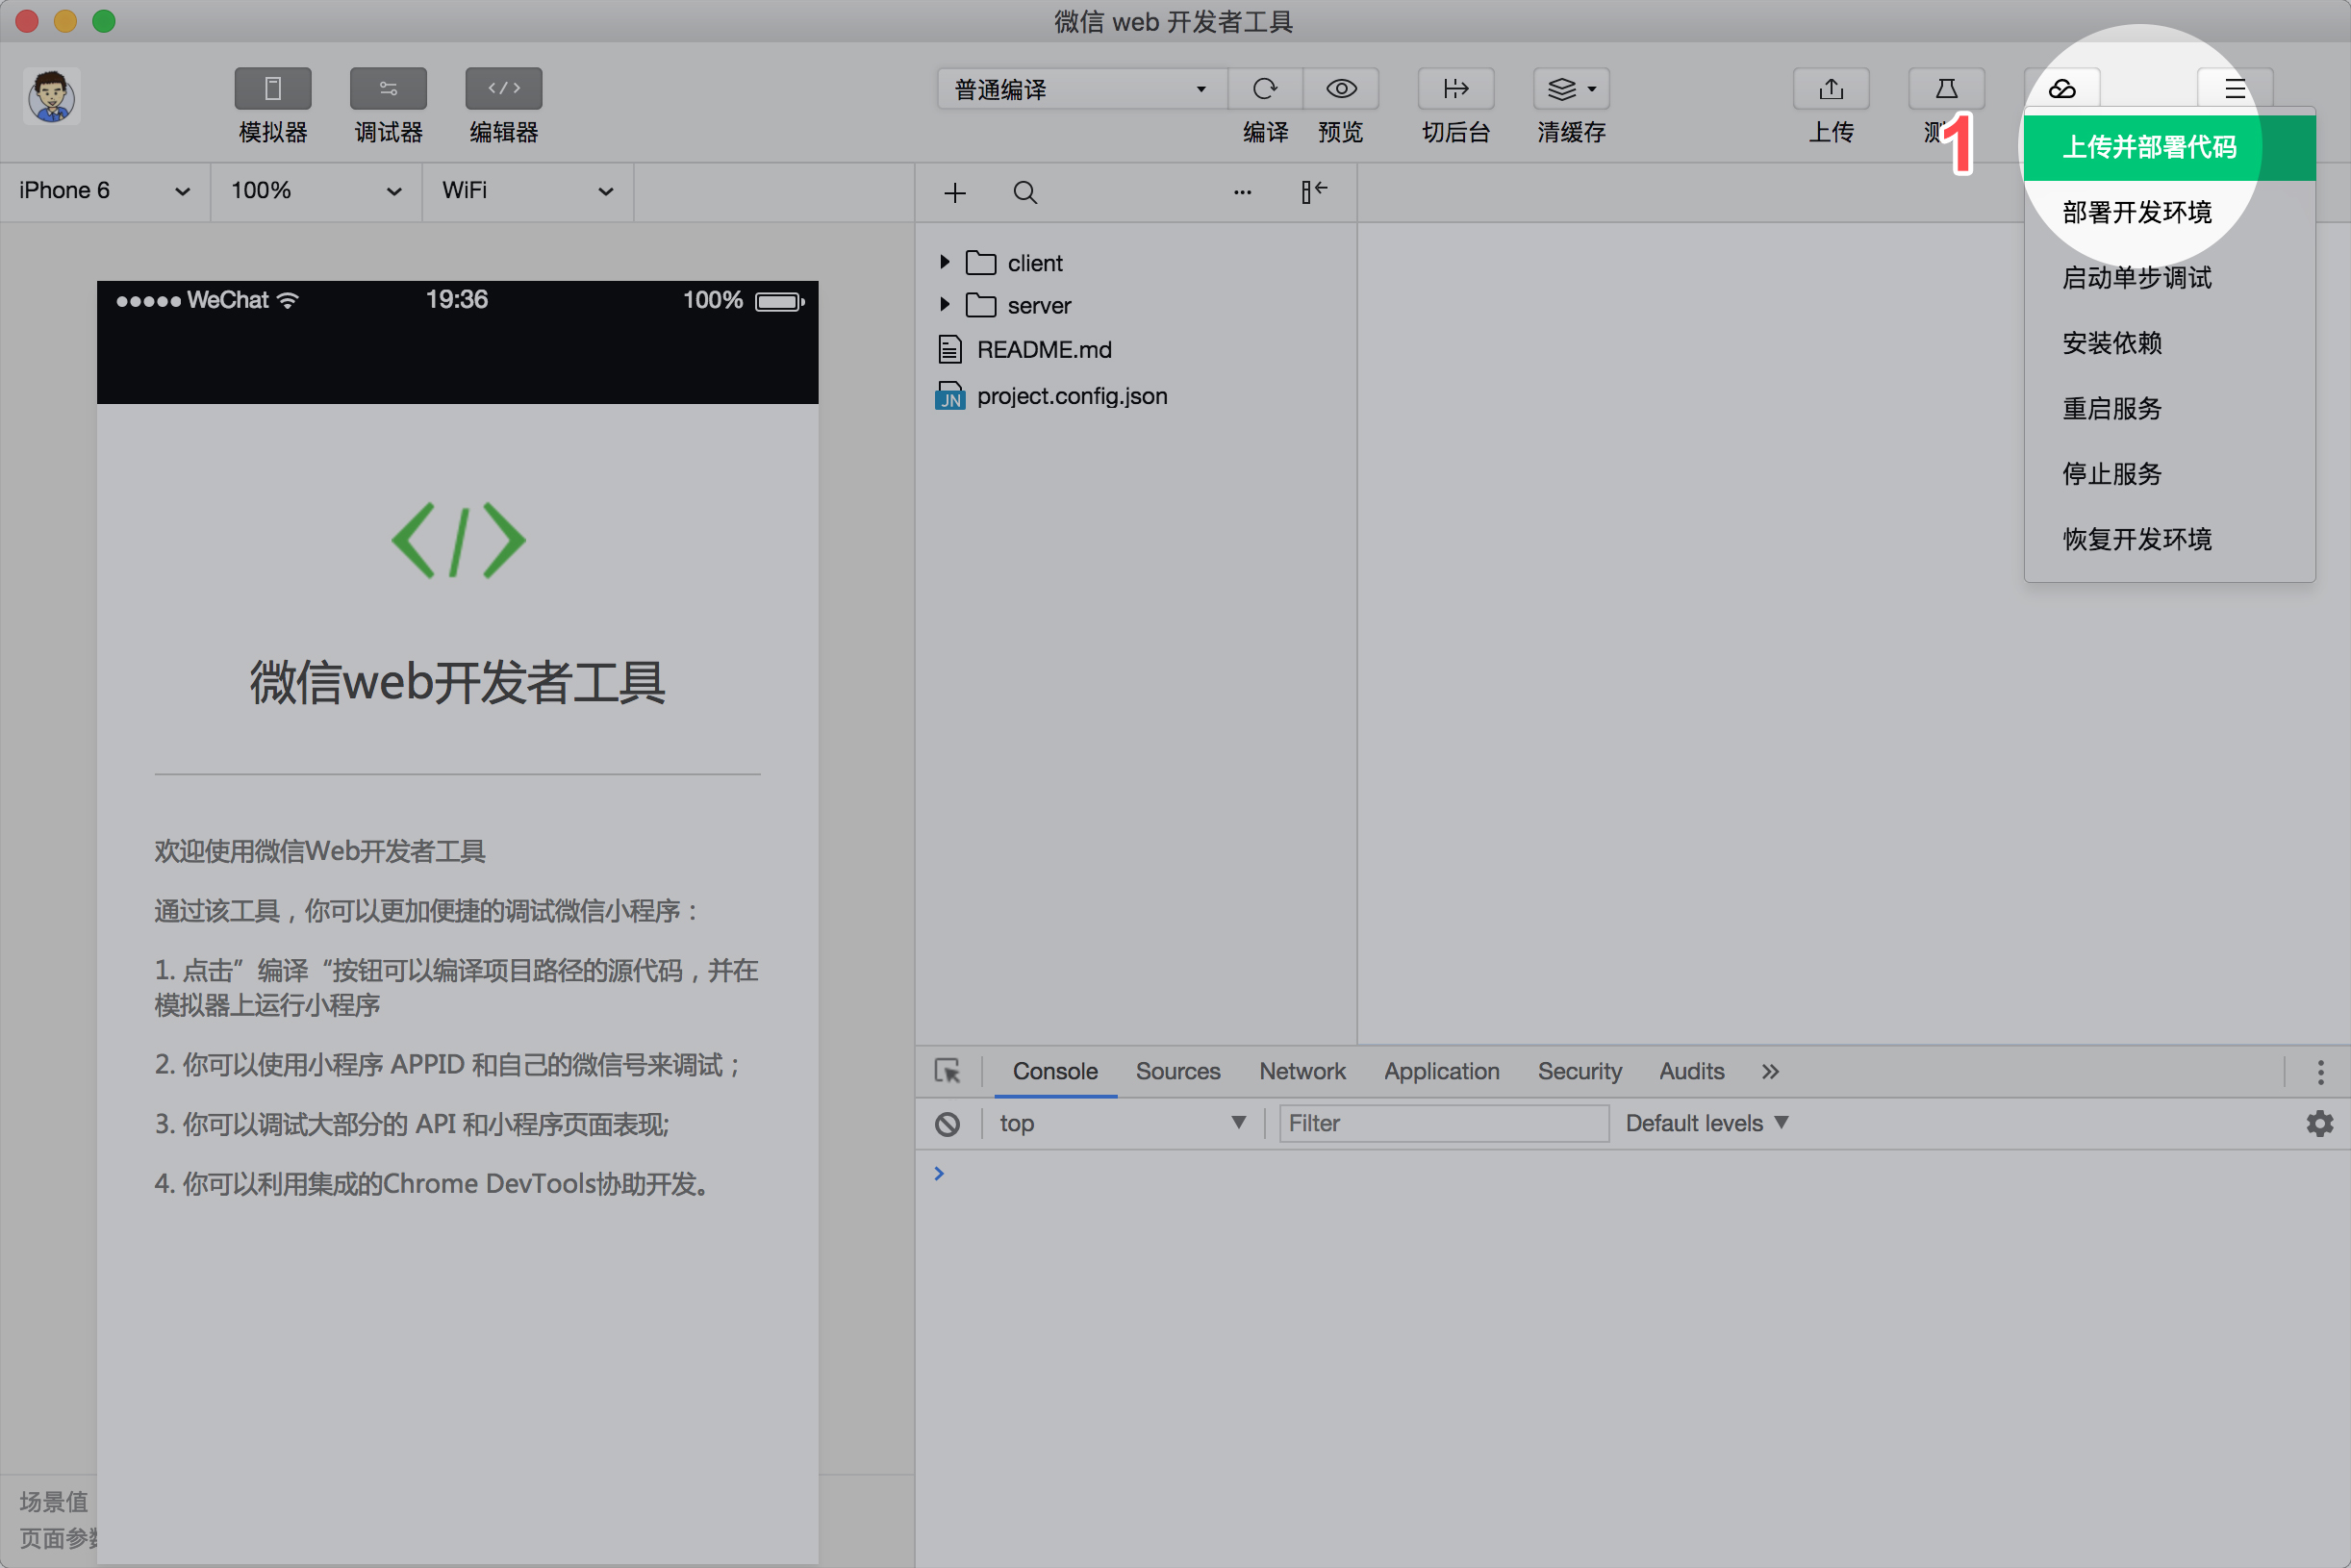 微信 web 开发者工具
模拟器 调试器 编辑器
普通编译
编译 预览 切后台 清缓存 上传
1
上传并部署代码
部署开发环境
启动单步调试
安装依赖
重启服务
停止服务
恢复开发环境
iPhone 6 100% WiFi
WeChat 19:36 100%
</>
微信web开发者工具
欢迎使用微信Web开发者工具
通过该工具，你可以更加便捷的调试微信小程序：
1. 点击”编译“按钮可以编译项目路径的源代码，并在
模拟器上运行小程序
2. 你可以使用小程序 APPID 和自己的微信号来调试；
3. 你可以调试大部分的 API 和小程序页面表现;
4. 你可以利用集成的Chrome DevTools协助开发。
场景值
页面参数
client
server
README.md
JN project.config.json
Console Sources Network Application Security Audits
top Filter Default levels